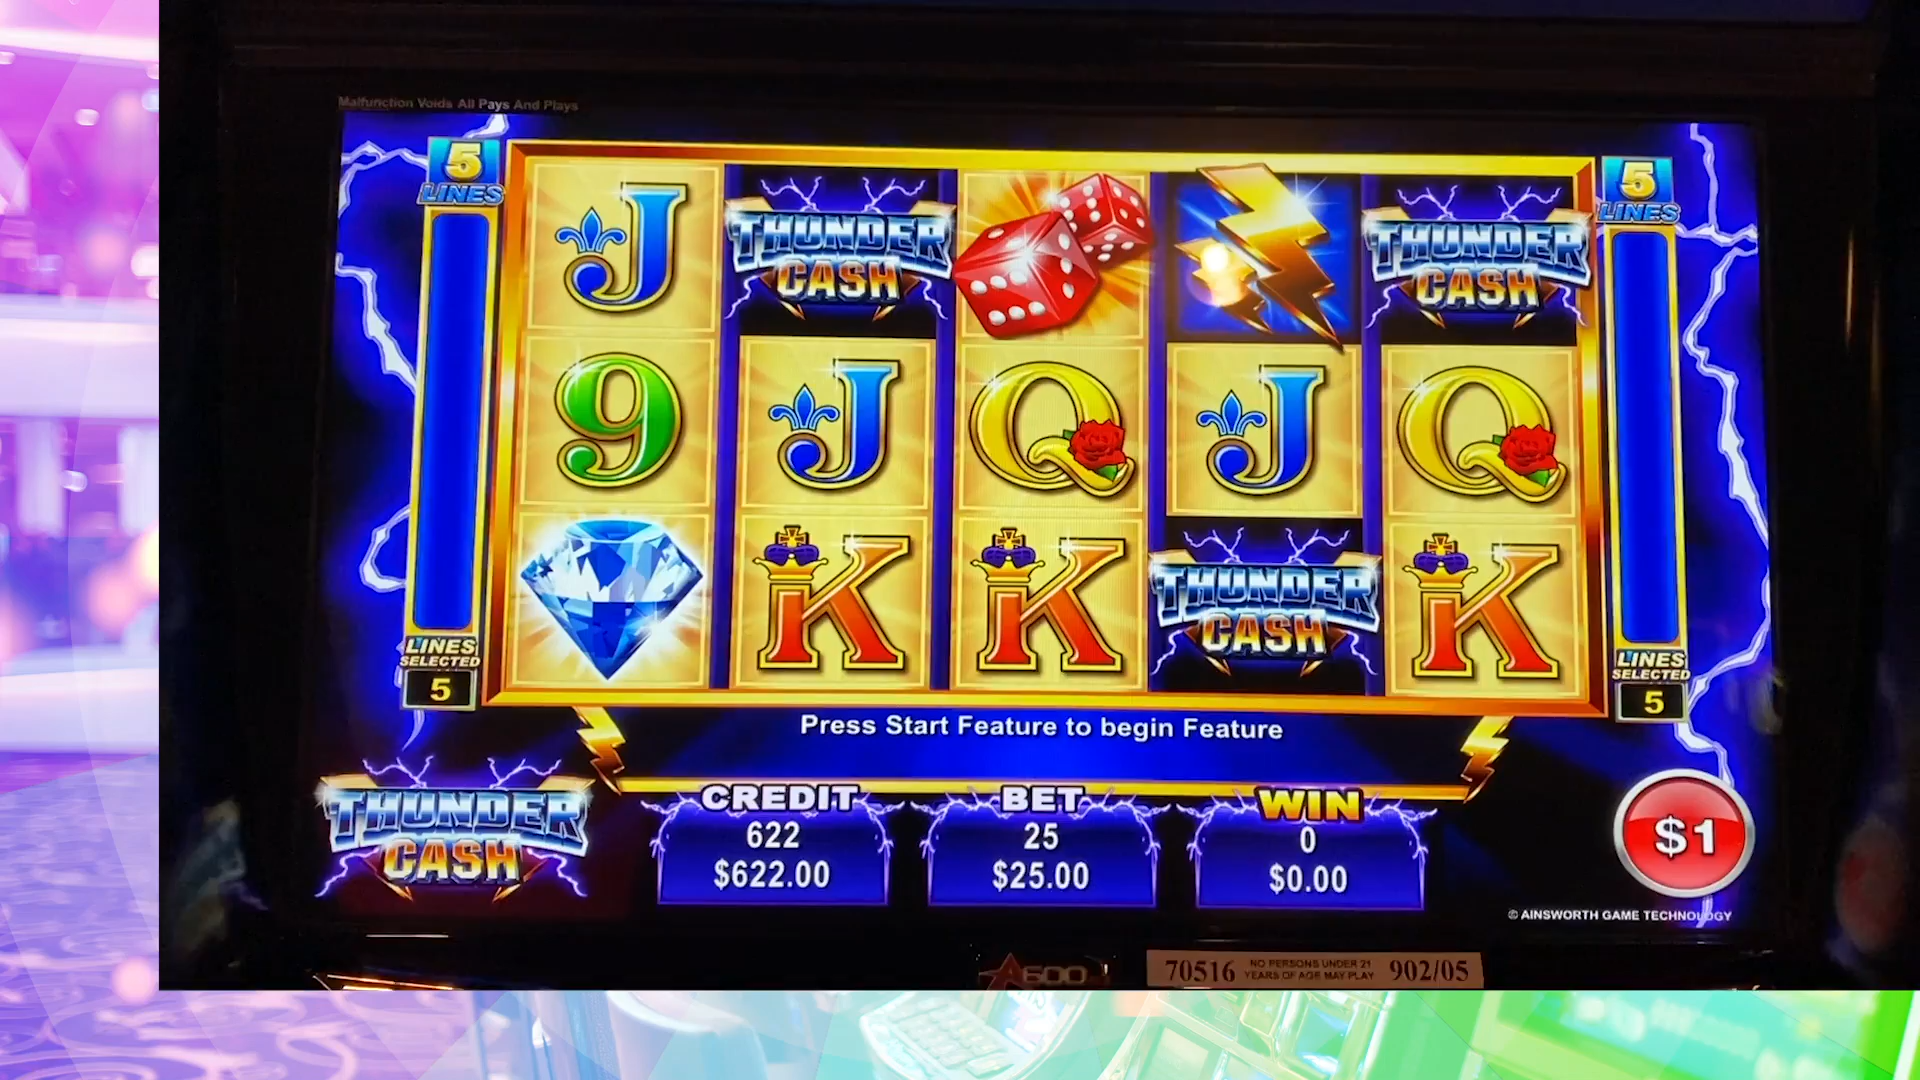 Malfunction Voids All Pays And Plays
5
LINES
5
LINES
J
THUNDER
CASH
THUNDER
CASH
9
J
Q
J
Q
K
K
THUNDER
CASH
K
LINES
SELECTED
5
LINES
SELECTED
5
Press Start Feature to begin Feature
THUNDER
CASH
CREDIT
622
$622.00
BET
25
$25.00
WIN
0
$0.00
$1
© AINSWORTH GAME TECHNOLOGY
A600
70516
NO PERSONS UNDER 21
YEARS OF AGE MAY PLAY
902/05